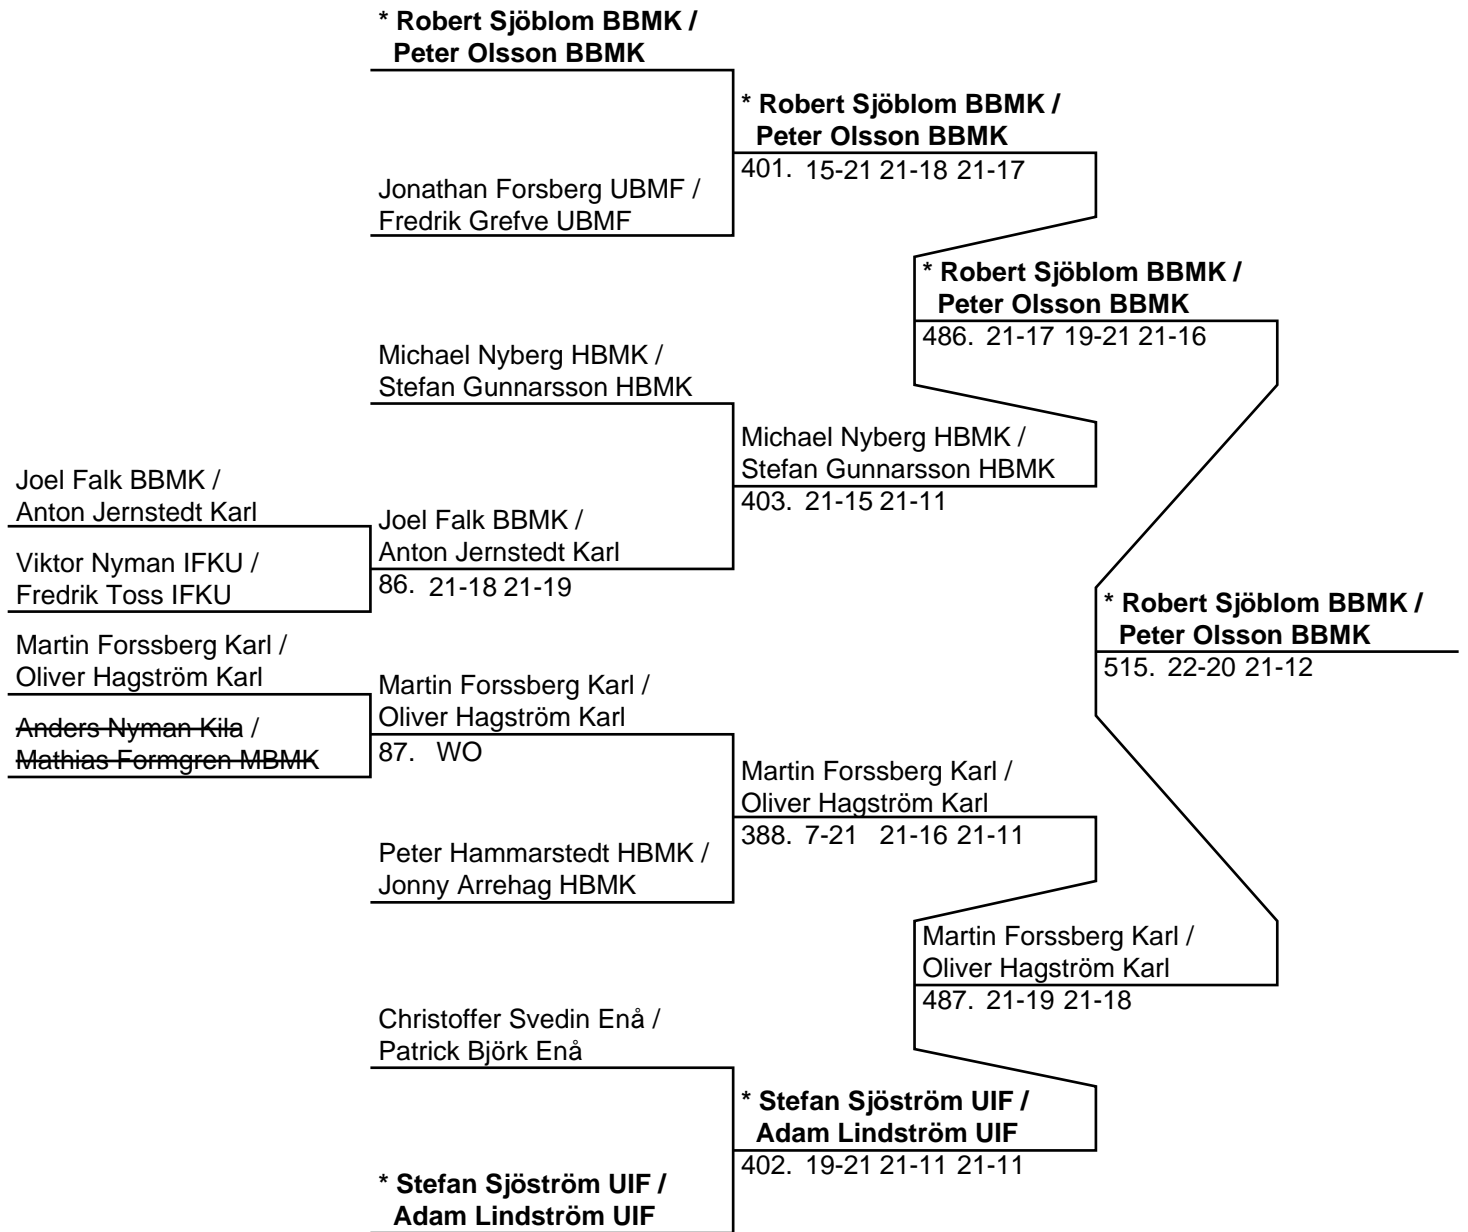 * Robert Sjöblom BBMK /
Peter Olsson BBMK
* Robert Sjöblom BBMK /
Peter Olsson BBMK
401. 15-21 21-18 21-17
Jonathan Forsberg UBMF /
Fredrik Grefve UBMF
* Robert Sjöblom BBMK /
Peter Olsson BBMK
486. 21-17 19-21 21-16
Michael Nyberg HBMK /
Stefan Gunnarsson HBMK
Michael Nyberg HBMK /
Stefan Gunnarsson HBMK
403. 21-15 21-11
Joel Falk BBMK /
Anton Jernstedt Karl
Joel Falk BBMK /
Anton Jernstedt Karl
86. 21-18 21-19
Viktor Nyman IFKU /
Fredrik Toss IFKU
* Robert Sjöblom BBMK /
Peter Olsson BBMK
515. 22-20 21-12
Martin Forssberg Karl /
Oliver Hagström Karl
Martin Forssberg Karl /
Oliver Hagström Karl
87. WO
Anders Nyman Kila /
Mathias Formgren MBMK
Martin Forssberg Karl /
Oliver Hagström Karl
388. 7-21 21-16 21-11
Peter Hammarstedt HBMK /
Jonny Arrehag HBMK
Martin Forssberg Karl /
Oliver Hagström Karl
487. 21-19 21-18
Christoffer Svedin Enå /
Patrick Björk Enå
* Stefan Sjöström UIF /
Adam Lindström UIF
402. 19-21 21-11 21-11
* Stefan Sjöström UIF /
Adam Lindström UIF